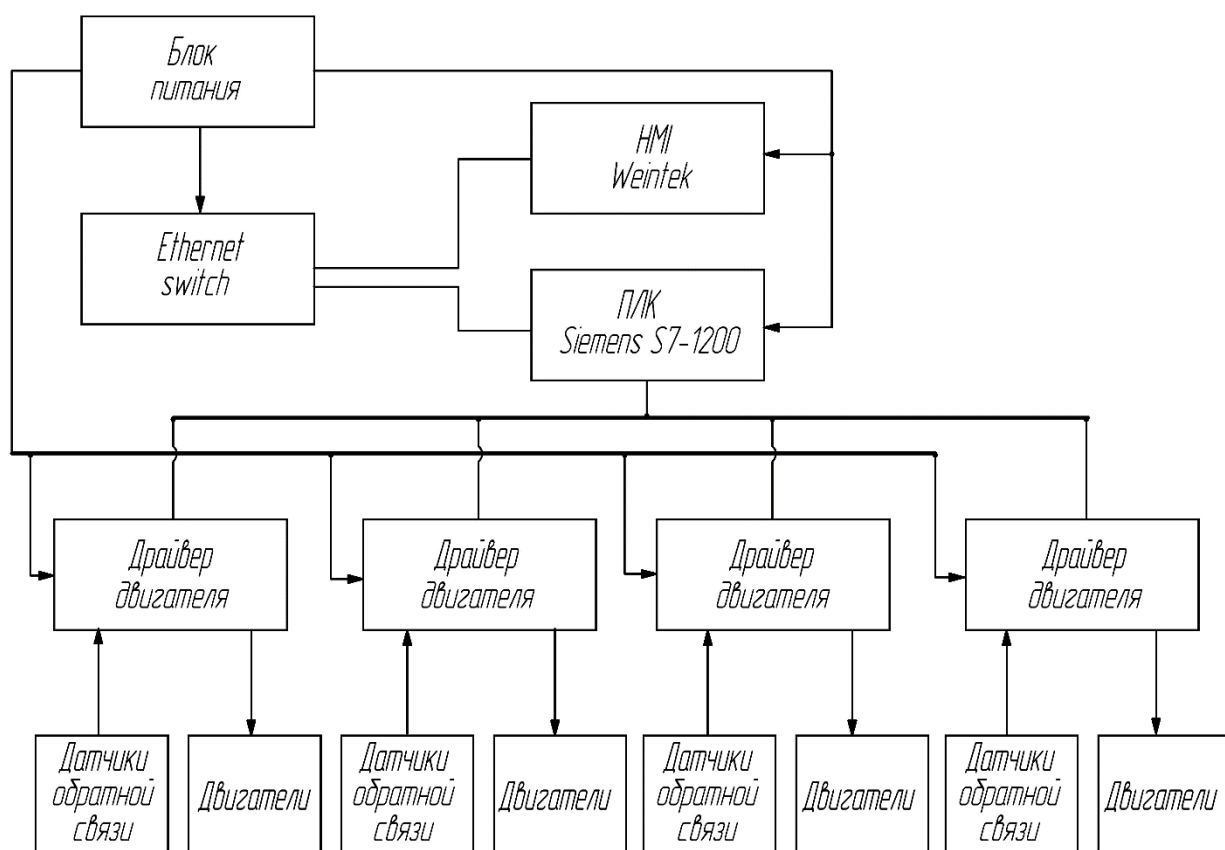 Блок
питания
HMI
Weintek
Ethernet
switch
ПЛК
Siemens S7-1200
Драйвер
двигателя
Драйвер
двигателя
Драйвер
двигателя
Драйвер
двигателя
Датчики
обратной
связи
Двигатели
Датчики
обратной
связи
Двигатели
Датчики
обратной
связи
Двигатели
Датчики
обратной
связи
Двигатели